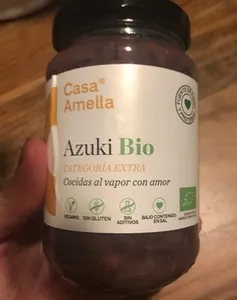 Casa®
Amella
Azuki Bio
CATEGORÍA EXTRA
Cocidas al vapor con amor
VEGANO
SIN GLUTEN
SIN
ADITIVOS
BAJO CONTENIDO
EN SAL